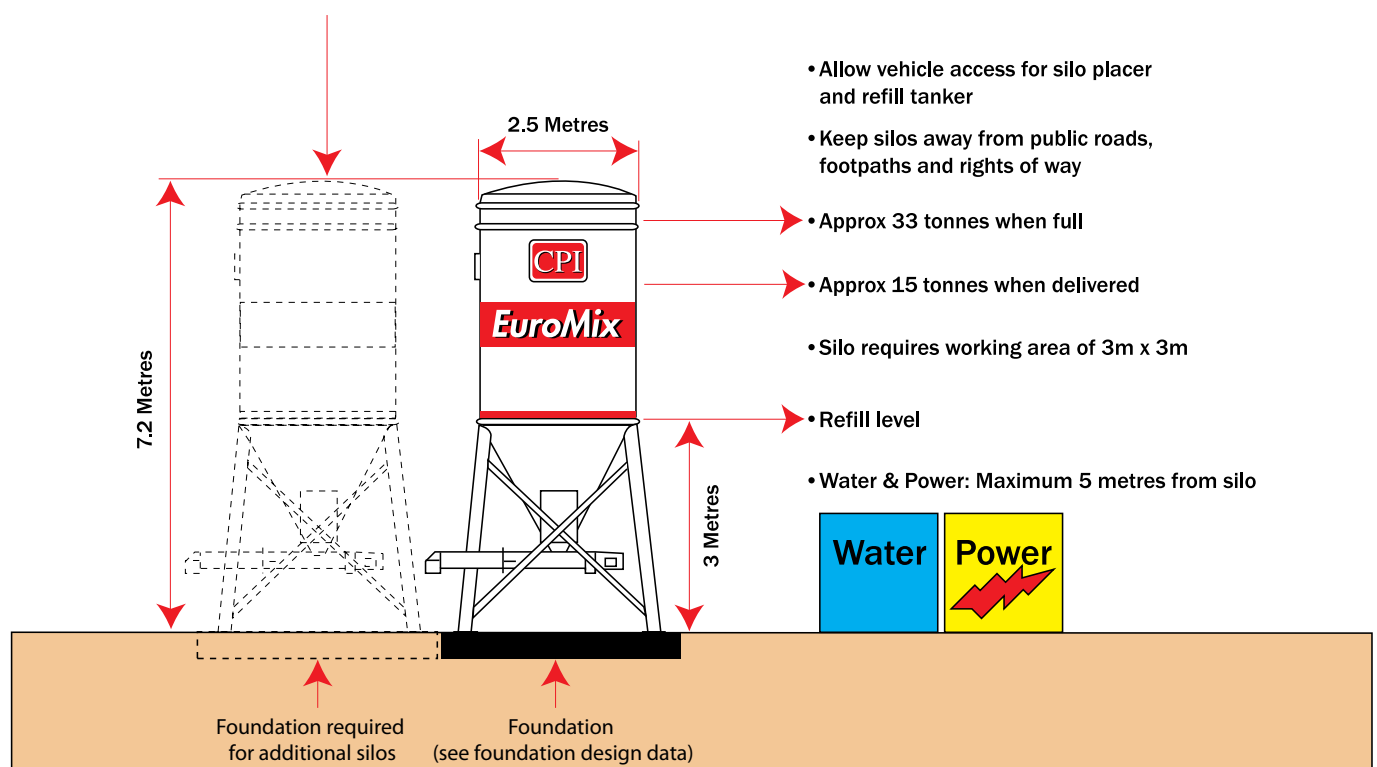 • Allow vehicle access for silo placer
and refill tanker
2.5 Metres
• Keep silos away from public roads,
footpaths and rights of way
• Approx 33 tonnes when full
CPI
• Approx 15 tonnes when delivered
EuroMix
• Silo requires working area of 3m x 3m
7.2 Metres
• Refill level
• Water & Power: Maximum 5 metres from silo
3 Metres
Water
Power
Foundation required
for additional silos
Foundation
(see foundation design data)